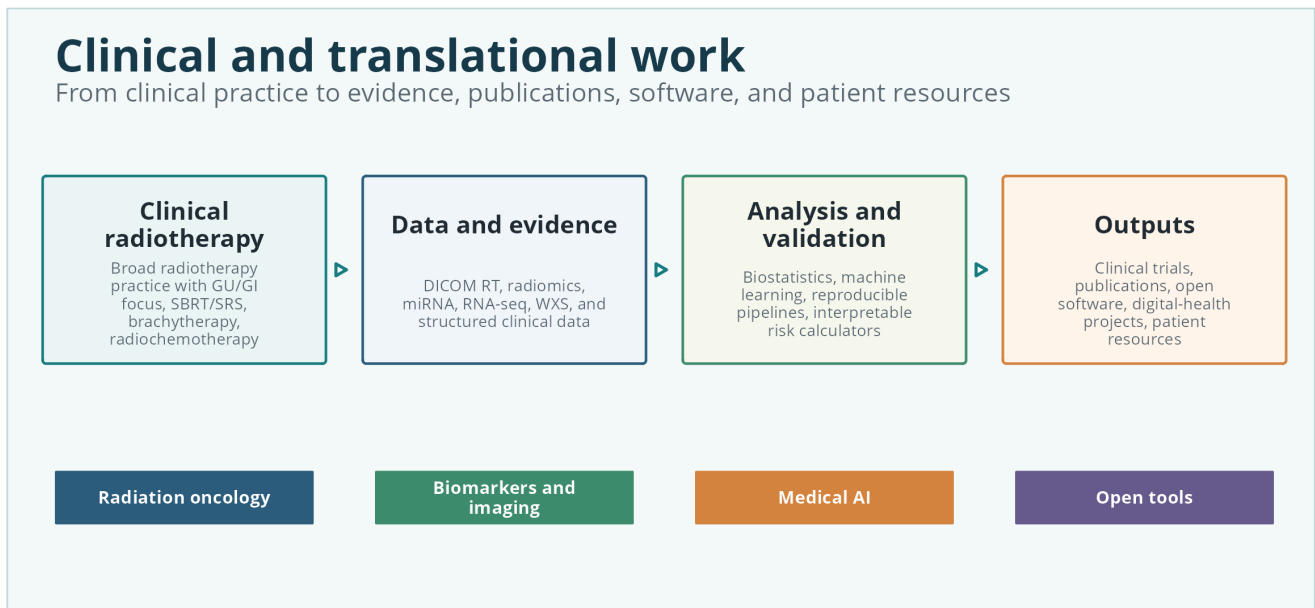 Clinical and translational work
From clinical practice to evidence, publications, software, and patient resources
Clinical
radiotherapy
Broad radiotherapy
practice with GU/GI
focus, SBRT/SRS,
brachytherapy,
radiochemotherapy
Data and evidence
DICOM RT, radiomics,
miRNA, RNA-seq, WXS, and
structured clinical data
Analysis and
validation
Biostatistics, machine
learning, reproducible
pipelines, interpretable
risk calculators
Outputs
Clinical trials,
publications, open
software, digital-health
projects, patient
resources
Radiation oncology
Biomarkers and
imaging
Medical AI
Open tools